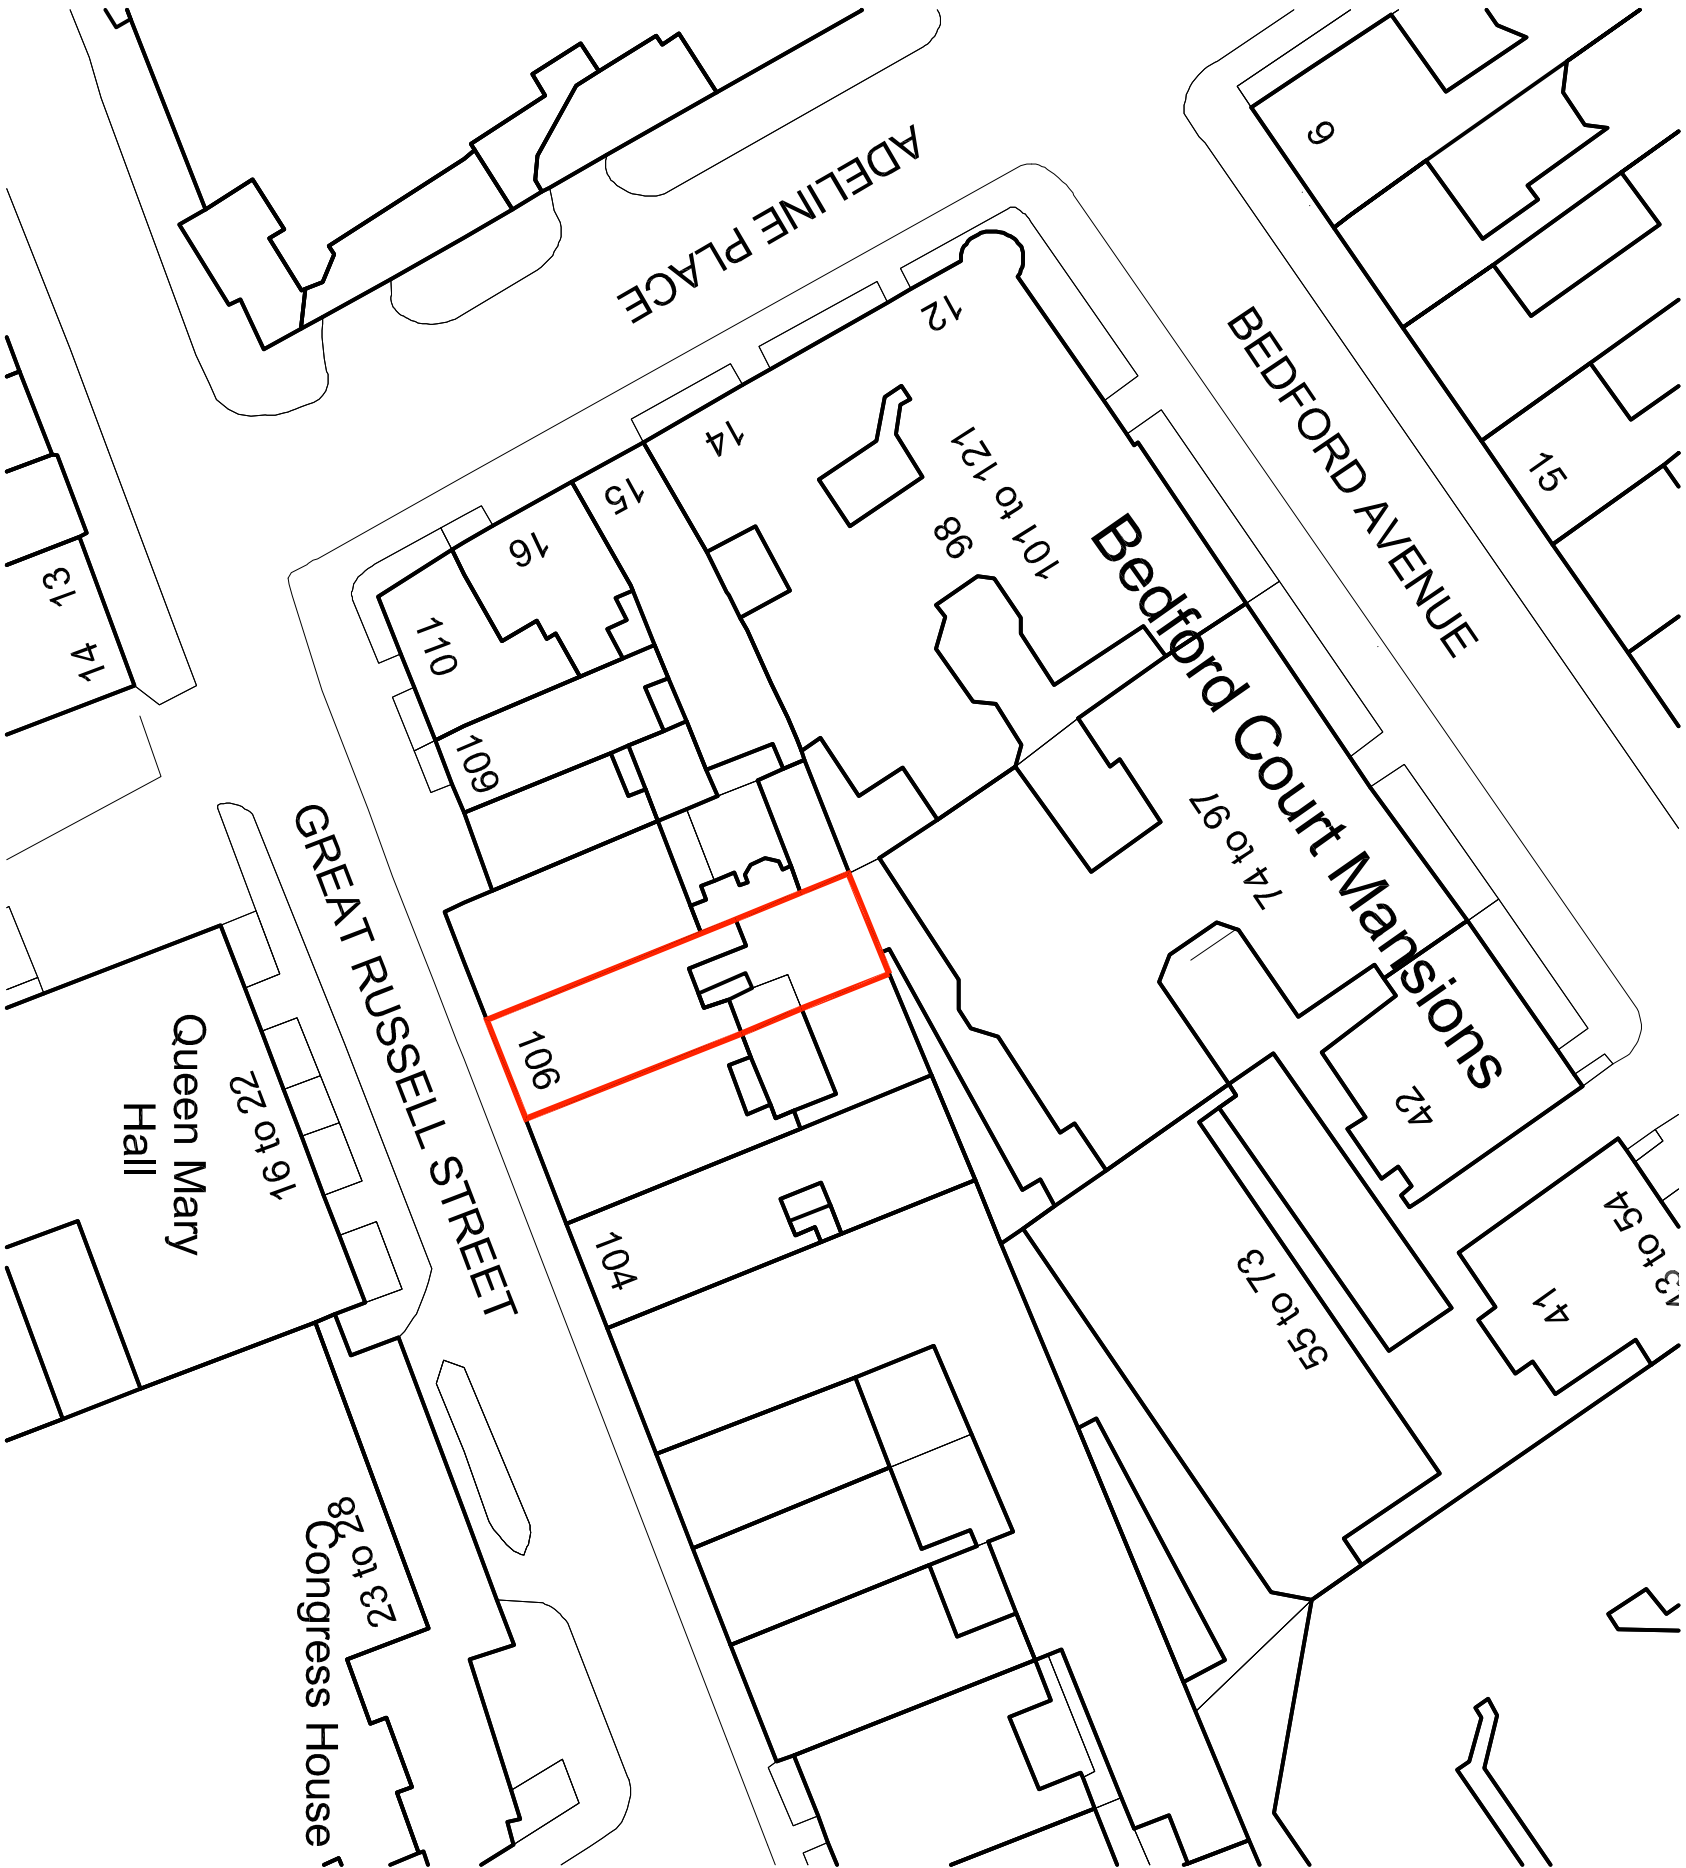 ADELINE PLACE
9
12
BEDFORD AVENUE
14
101 to 121
15
15
98
16
Bedford Court Mansions
13
14
110
109
74 to 97
GREAT RUSSELL STREET
106
Queen Mary
Hall
16 to 22
42
104
55 to 73
43 to 54
41
23 to 28
Congress House